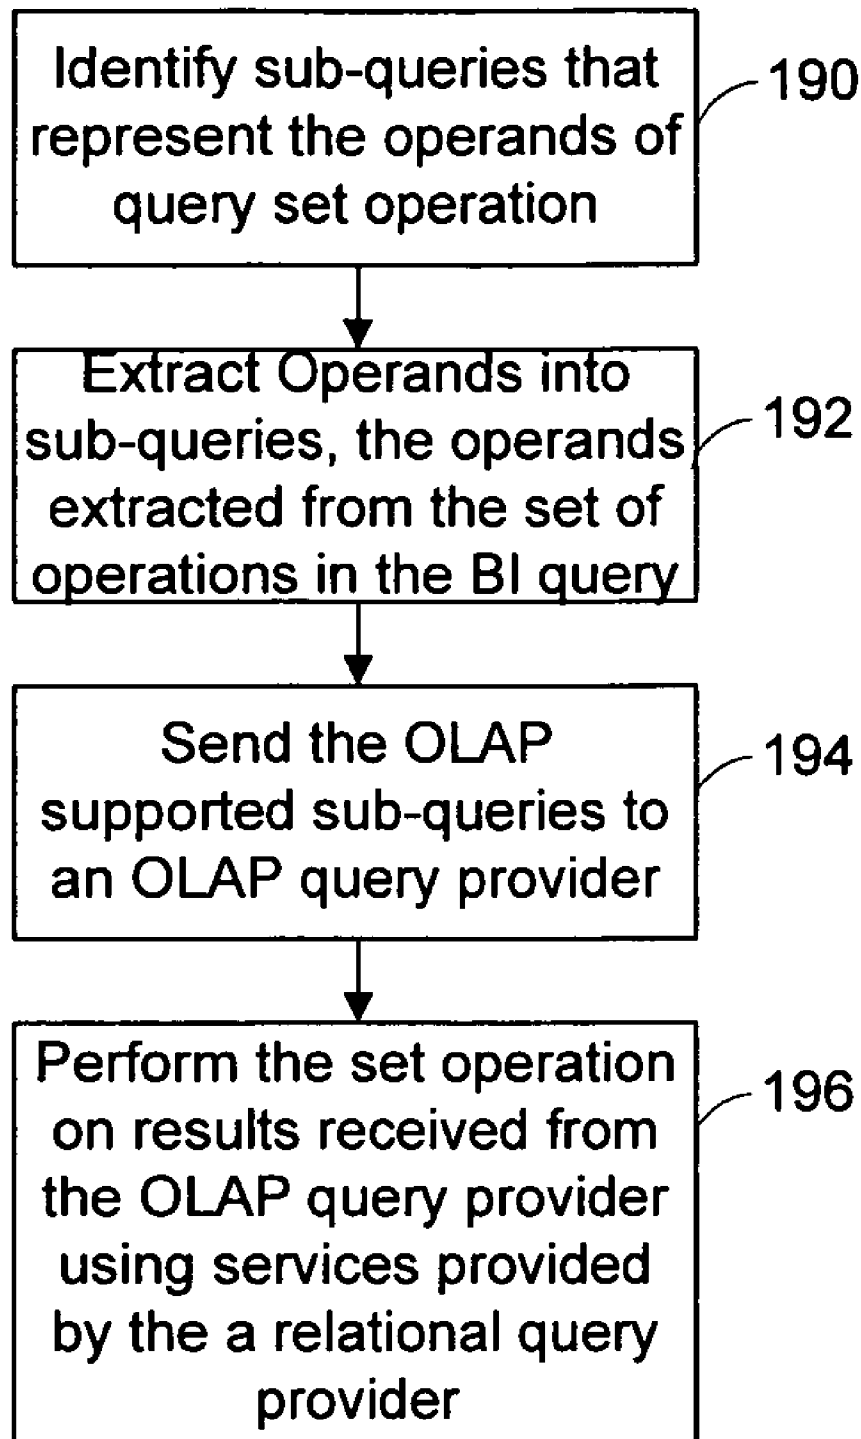 Identify sub-queries that
represent the operands of
query set operation
190
Extract Operands into
sub-queries, the operands
extracted from the set of
operations in the BI query
192
Send the OLAP
supported sub-queries to
an OLAP query provider
194
Perform the set operation
on results received from
the OLAP query provider
using services provided
by the a relational query
provider
196